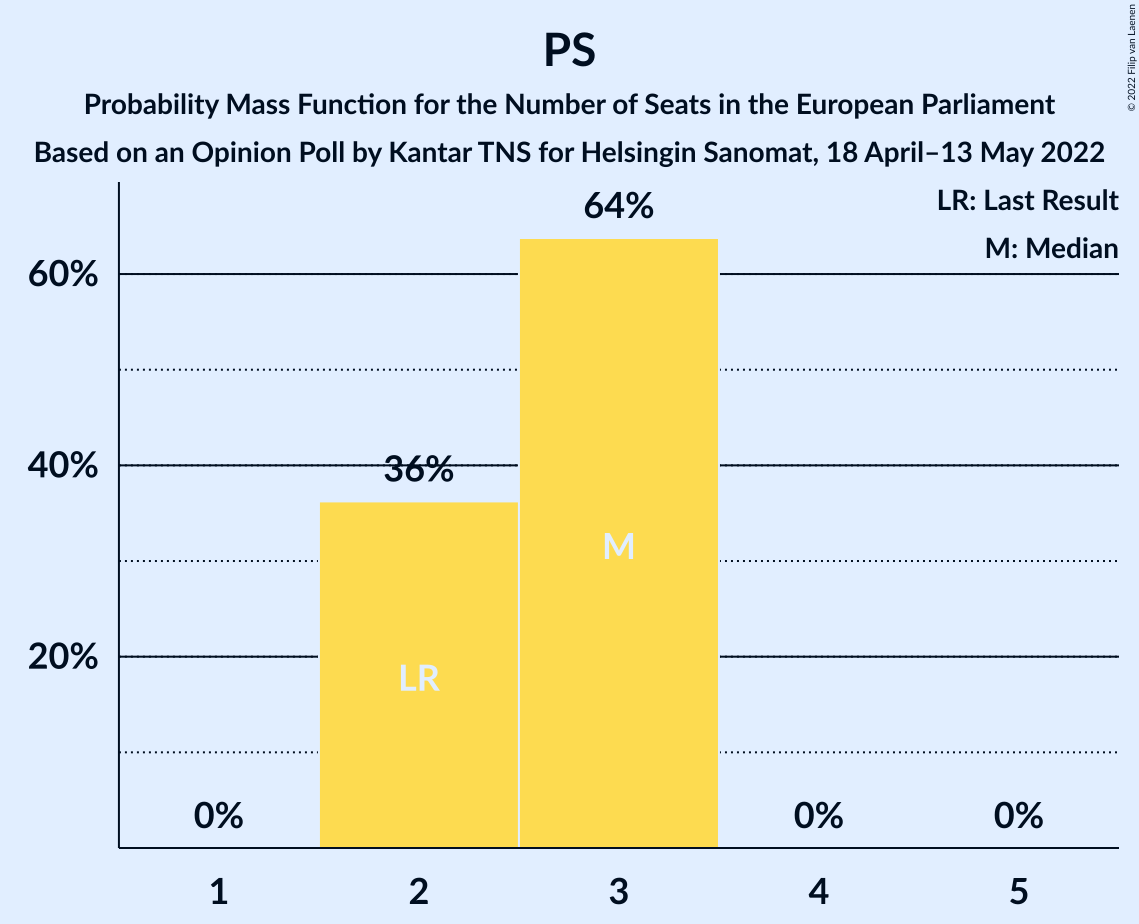 PS
Probability Mass Function for the Number of Seats in the European Parliament
Based on an Opinion Poll by Kantar TNS for Helsingin Sanomat, 18 April–13 May 2022
© 2022 Filip van Laenen
LR: Last Result
M: Median
64%
60%
40%
36%
M
20%
LR
0%
0%
0%
1
2
3
4
5